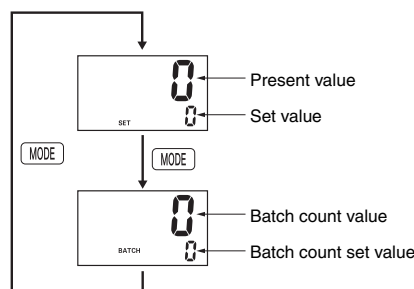 0
Present value
SET
0
Set value
MODE
MODE
0
Batch count value
BATCH
0
Batch count set value